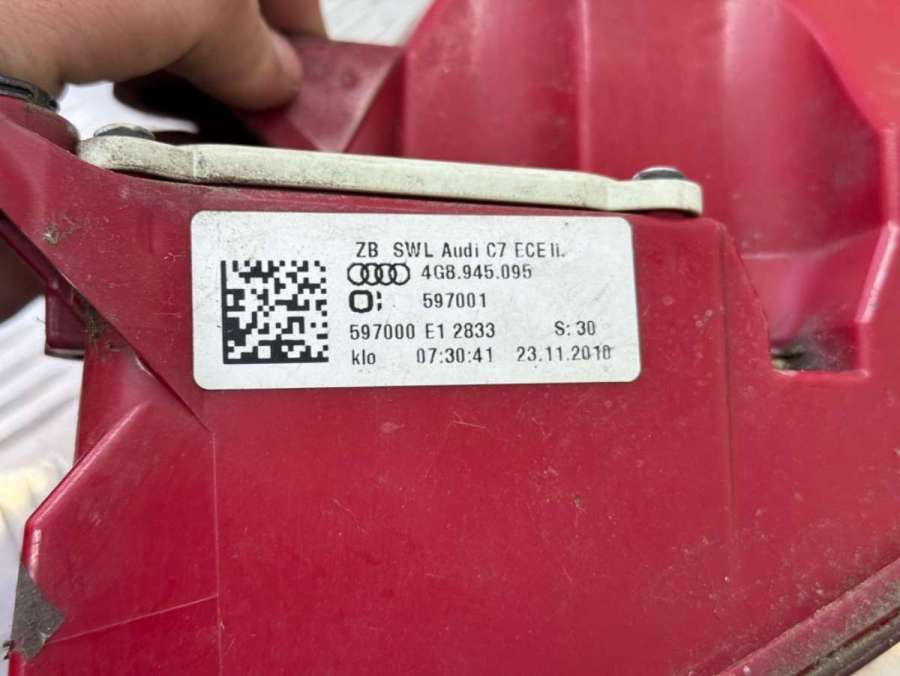 ZB SWL Audi C7 ECE li.
4G8.945.095
597001
597000 E1 2833 S: 30
klo 07:30:41 23.11.2010